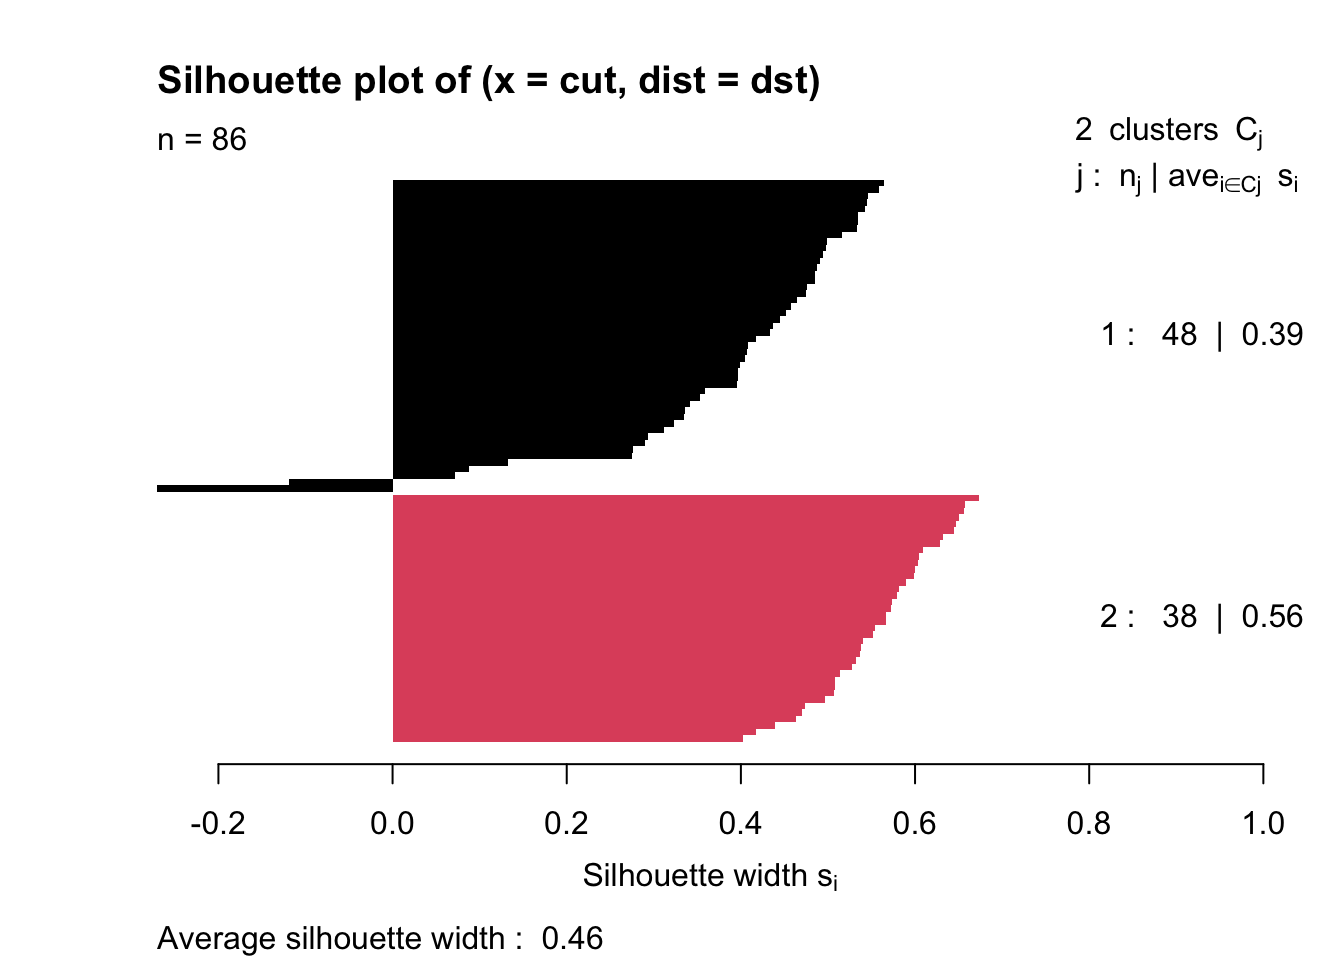 Silhouette plot of (x = cut, dist = dst)
n = 86
2 clusters Cj
j : nj | avei∈Cj si
1 : 48 | 0.39
2 : 38 | 0.56
-0.2 0.0 0.2 0.4 0.6 0.8 1.0
Silhouette width si
Average silhouette width : 0.46